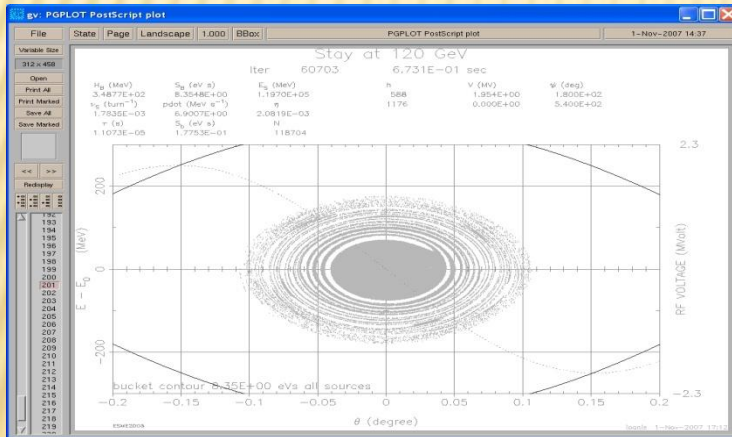 gv: PGPLOT PostScript plot
File State Page Landscape 1.000 BBox PGPLOT PostScript plot 1-Nov-2007 14:37
Variable Size
312 x 458
Open
Print All
Print Marked
Save All
Save Marked
<< >>
Redisplay
192
193
194
195
196
197
198
199
200
201
202
203
204
205
206
207
208
209
210
211
212
213
214
215
216
217
218
219
Stay at 120 GeV
Iter 60703 6.731E-01 sec
H_B (MeV) S_B (eV s) E_S (MeV) h V (MV) ψ (deg)
3.4877E+02 8.3548E+00 1.1970E+05 588 1.954E+00 1.800E+02
ν_S (turn⁻¹) pdot (MeV s⁻¹) η 1176 0.000E+00 5.400E+02
6.9007E+00 2.0819E-03
τ (s) S_b (eV s) N
1.1073E-05 1.7753E-01 118704
2.3
200
0
-200
E - E₀ (MeV)
RF VOLTAGE (MVolt)
bucket contour 8.35E+00 eVs all sources
-2.3
-0.2 -0.15 -0.1 -0.05 0 0.05 0.1 0.15 0.2
θ (degree)
1-Nov-2007 17:12